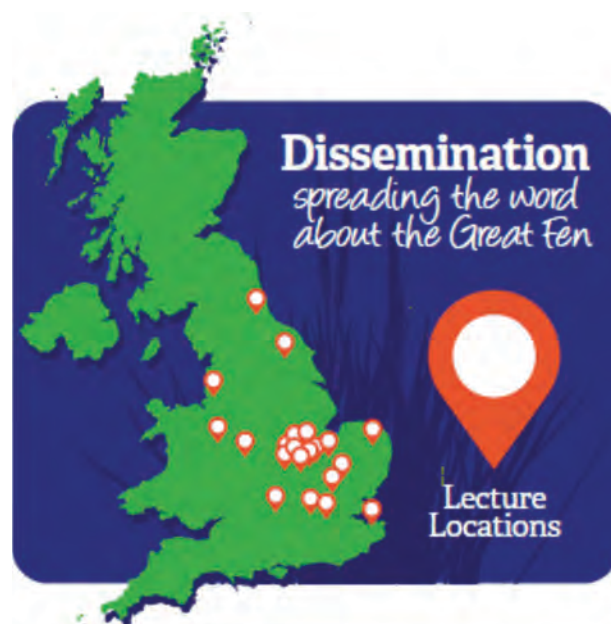 Dissemination
spreading the word
about the Great Fen
Lecture
Locations